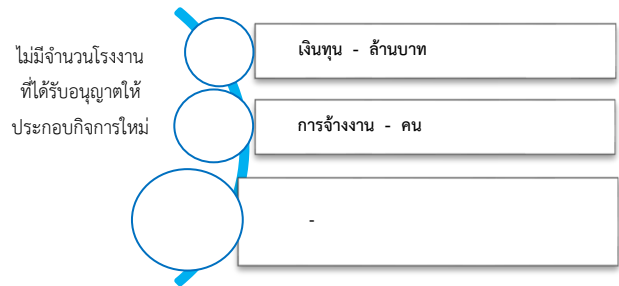 ไม่มีจำนวนโรงงาน
ที่ได้รับอนุญาตให้
ประกอบกิจการใหม่
เงินทุน - ล้านบาท
การจ้างงาน - คน
-